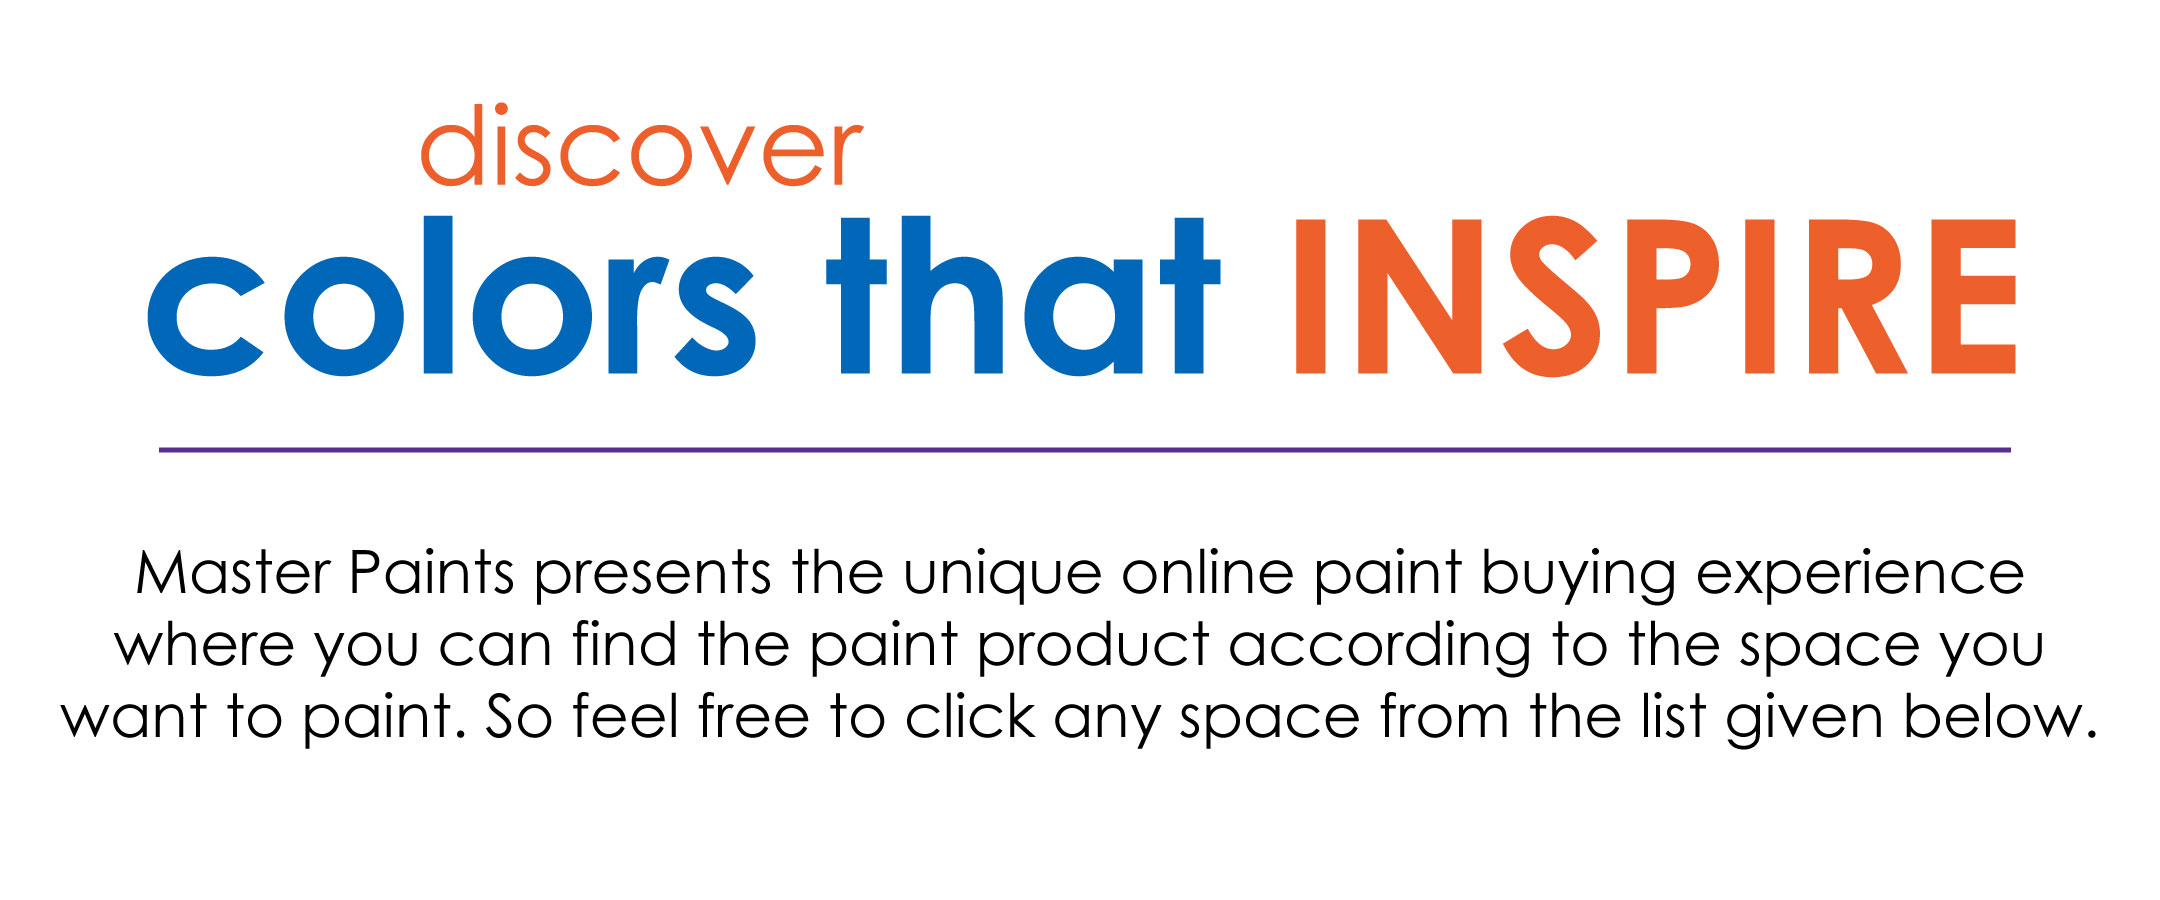 discover
colors that INSPIRE
Master Paints presents the unique online paint buying experience
where you can find the paint product according to the space you
want to paint. So feel free to click any space from the list given below.